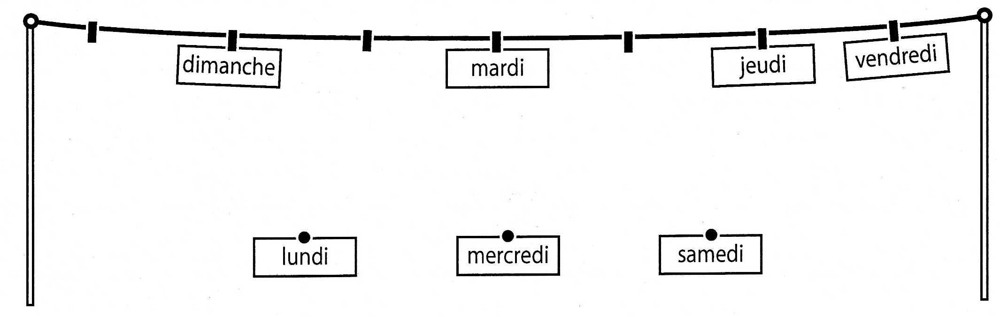 dimanche
mardi
jeudi
vendredi
lundi
mercredi
samedi